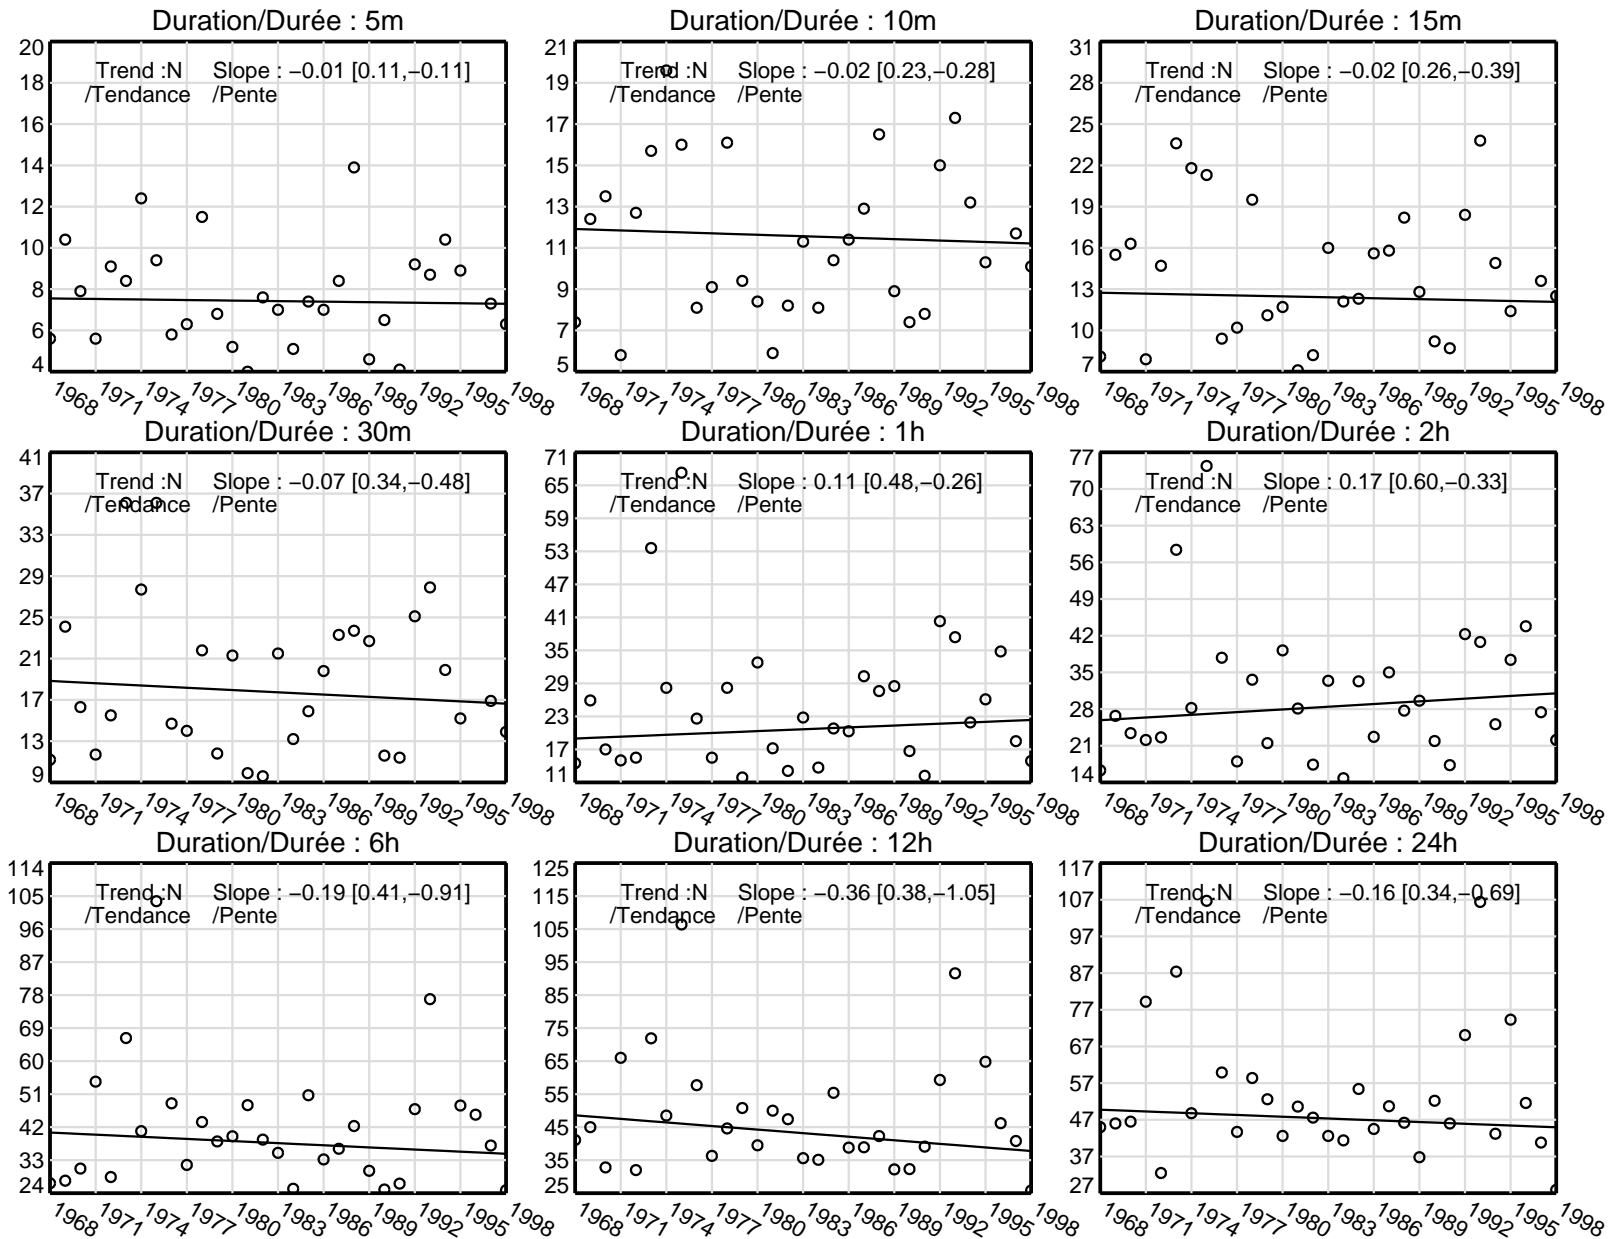 Duration/Durée : 5m
Trend :N Slope : −0.01 [0.11,−0.11]
/Tendance /Pente
20
18
16
14
12
10
8
6
4
1968 1971 1974 1977 1980 1983 1986 1989 1992 1995 1998
Duration/Durée : 10m
Trend :N Slope : −0.02 [0.23,−0.28]
/Tendance /Pente
21
19
17
15
13
11
9
7
5
1968 1971 1974 1977 1980 1983 1986 1989 1992 1995 1998
Duration/Durée : 15m
Trend :N Slope : −0.02 [0.26,−0.39]
/Tendance /Pente
31
28
25
22
19
16
13
10
7
1968 1971 1974 1977 1980 1983 1986 1989 1992 1995 1998
Duration/Durée : 30m
Trend :N Slope : −0.07 [0.34,−0.48]
/Tendance /Pente
41
37
33
29
25
21
17
13
9
1968 1971 1974 1977 1980 1983 1986 1989 1992 1995 1998
Duration/Durée : 1h
Trend :N Slope : 0.11 [0.48,−0.26]
/Tendance /Pente
71
65
59
53
47
41
35
29
23
17
11
1968 1971 1974 1977 1980 1983 1986 1989 1992 1995 1998
Duration/Durée : 2h
Trend :N Slope : 0.17 [0.60,−0.33]
/Tendance /Pente
77
70
63
56
49
42
35
28
21
14
1968 1971 1974 1977 1980 1983 1986 1989 1992 1995 1998
Duration/Durée : 6h
Trend :N Slope : −0.19 [0.41,−0.91]
/Tendance /Pente
114
105
96
87
78
69
60
51
42
33
24
1968 1971 1974 1977 1980 1983 1986 1989 1992 1995 1998
Duration/Durée : 12h
Trend :N Slope : −0.36 [0.38,−1.05]
/Tendance /Pente
125
115
105
95
85
75
65
55
45
35
25
1968 1971 1974 1977 1980 1983 1986 1989 1992 1995 1998
Duration/Durée : 24h
Trend :N Slope : −0.16 [0.34,−0.69]
/Tendance /Pente
117
107
97
87
77
67
57
47
37
27
1968 1971 1974 1977 1980 1983 1986 1989 1992 1995 1998